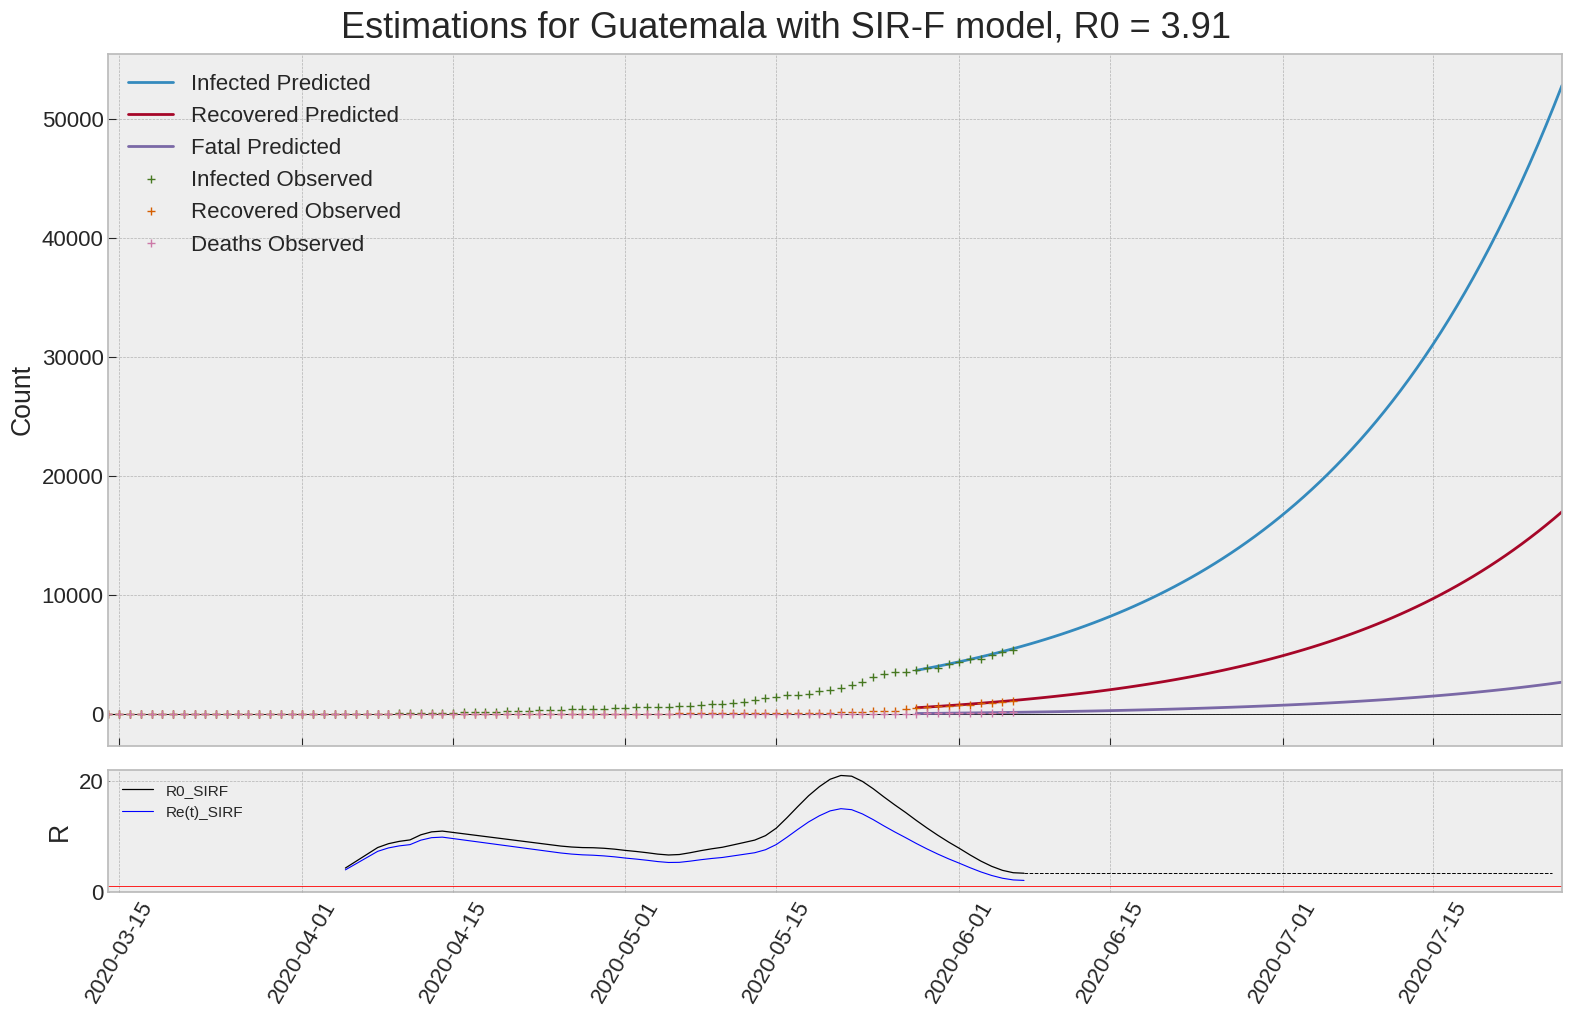 Estimations for Guatemala with SIR-F model, R0 = 3.91
Infected Predicted
Recovered Predicted
Fatal Predicted
Infected Observed
Recovered Observed
Deaths Observed
50000
40000
30000
20000
10000
0
Count
R0_SIRF
Re(t)_SIRF
20
0
R
2020-03-15
2020-04-01
2020-04-15
2020-05-01
2020-05-15
2020-06-01
2020-06-15
2020-07-01
2020-07-15